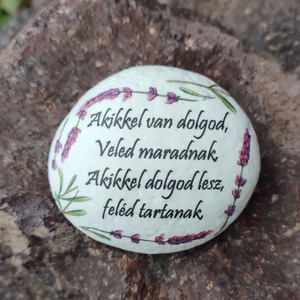 Akikkel van dolgod,
Veled maradnak.
Akikkel dolgod lesz,
feléd tartanak.